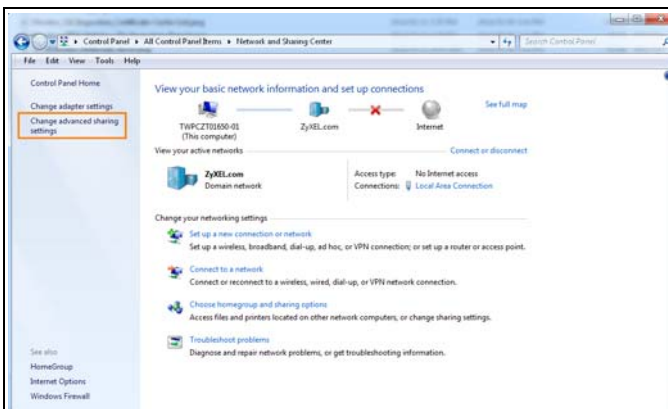 Control Panel ▸ All Control Panel Items ▸ Network and Sharing Center
Search Control Panel
File Edit View Tools Help
Control Panel Home
Change adapter settings
Change advanced sharing
settings
See also
HomeGroup
Internet Options
Windows Firewall
View your basic network information and set up connections
See full map
TWPCZT01650-01
(This computer)
ZyXEL.com
Internet
View your active networks
Connect or disconnect
ZyXEL.com
Domain network
Access type: No Internet access
Connections: Local Area Connection
Change your networking settings
Set up a new connection or network
Set up a wireless, broadband, dial-up, ad hoc, or VPN connection; or set up a router or access point.
Connect to a network
Connect or reconnect to a wireless, wired, dial-up, or VPN network connection.
Choose homegroup and sharing options
Access files and printers located on other network computers, or change sharing settings.
Troubleshoot problems
Diagnose and repair network problems, or get troubleshooting information.